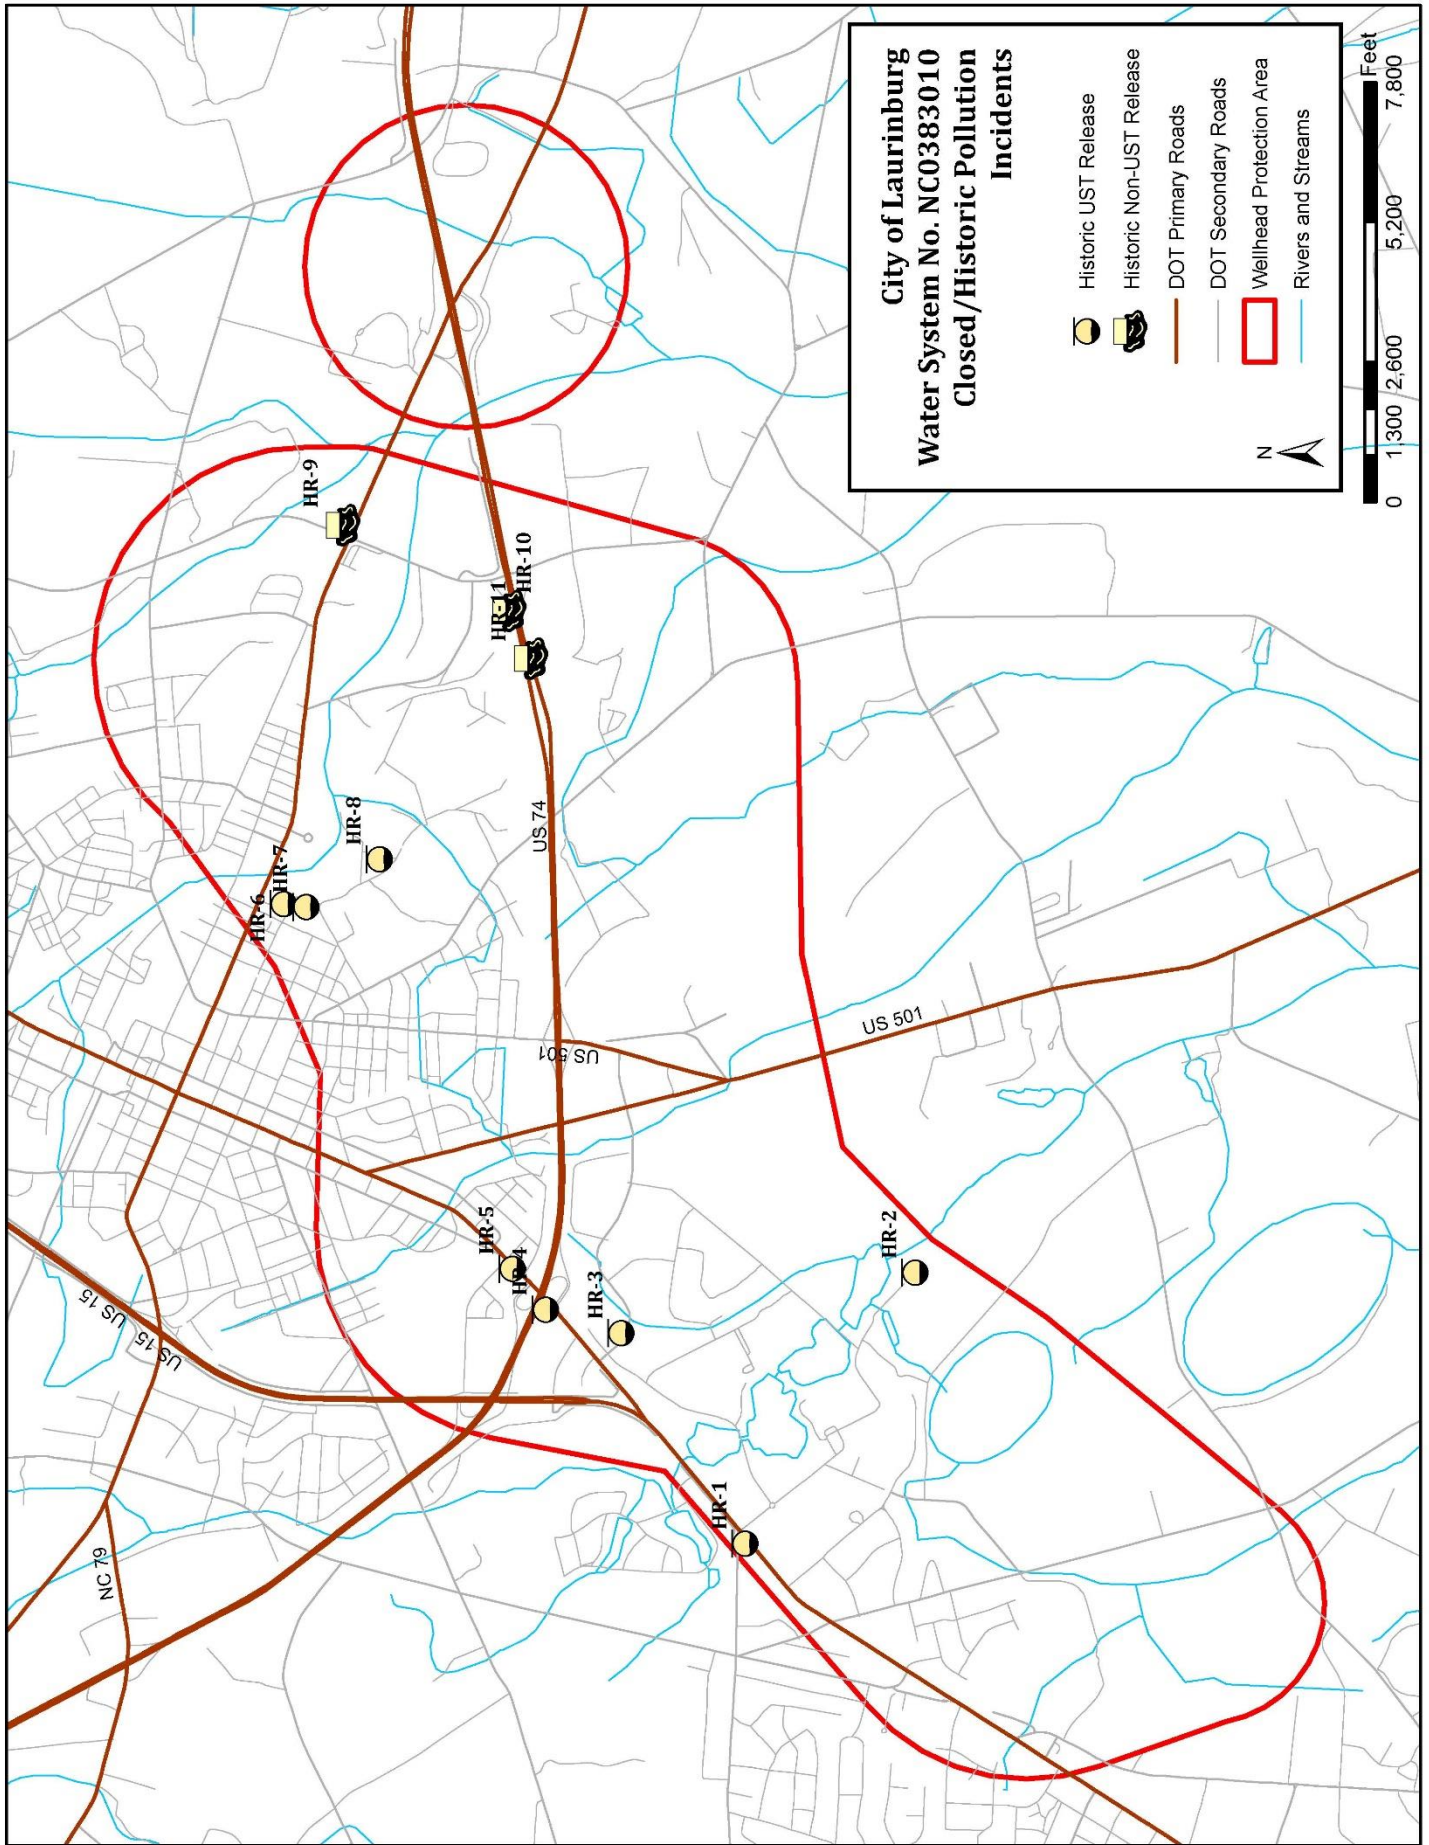 City of Laurinburg
Water System No. NC0383010
Closed/Historic Pollution
Incidents
Historic UST Release
Historic Non-UST Release
DOT Primary Roads
DOT Secondary Roads
Wellhead Protection Area
Rivers and Streams
N
0 1,300 2,600 5,200 7,800
Feet
NC 79
US 15
US 15
US 501
US 501
US 74
HR-1
HR-2
HR-3
HR-5
HR-6
HR-7
HR-8
HR-9
HR-10